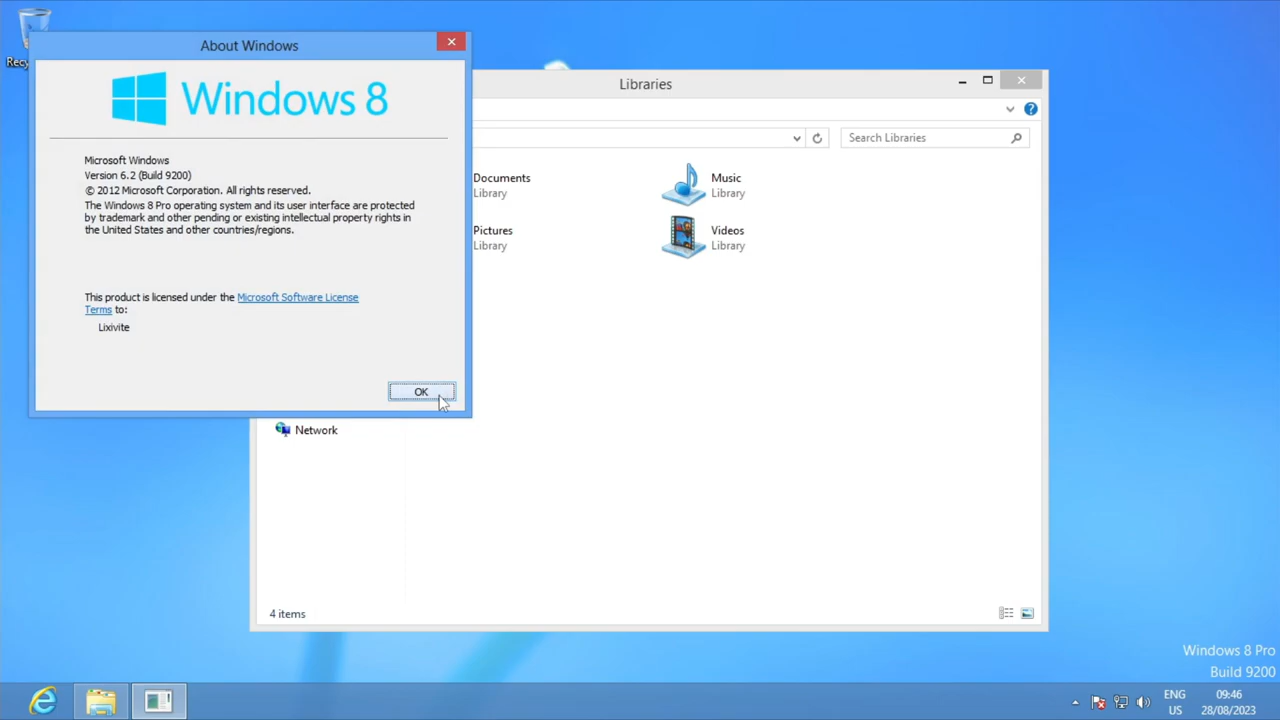 Recy
About Windows
Windows 8
Microsoft Windows
Version 6.2 (Build 9200)
© 2012 Microsoft Corporation. All rights reserved.
The Windows 8 Pro operating system and its user interface are protected
by trademark and other pending or existing intellectual property rights in
the United States and other countries/regions.
This product is licensed under the Microsoft Software License
Terms to:
Lixivite
OK
Libraries
Search Libraries
Documents
Library
Music
Library
Pictures
Library
Videos
Library
Network
4 items
Windows 8 Pro
Build 9200
ENG
US
09:46
28/08/2023